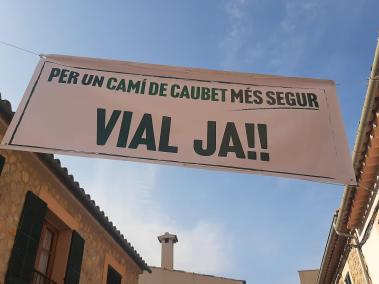 PER UN CAMÍ DE CAUBET MÉS SEGUR
VIAL JA!!